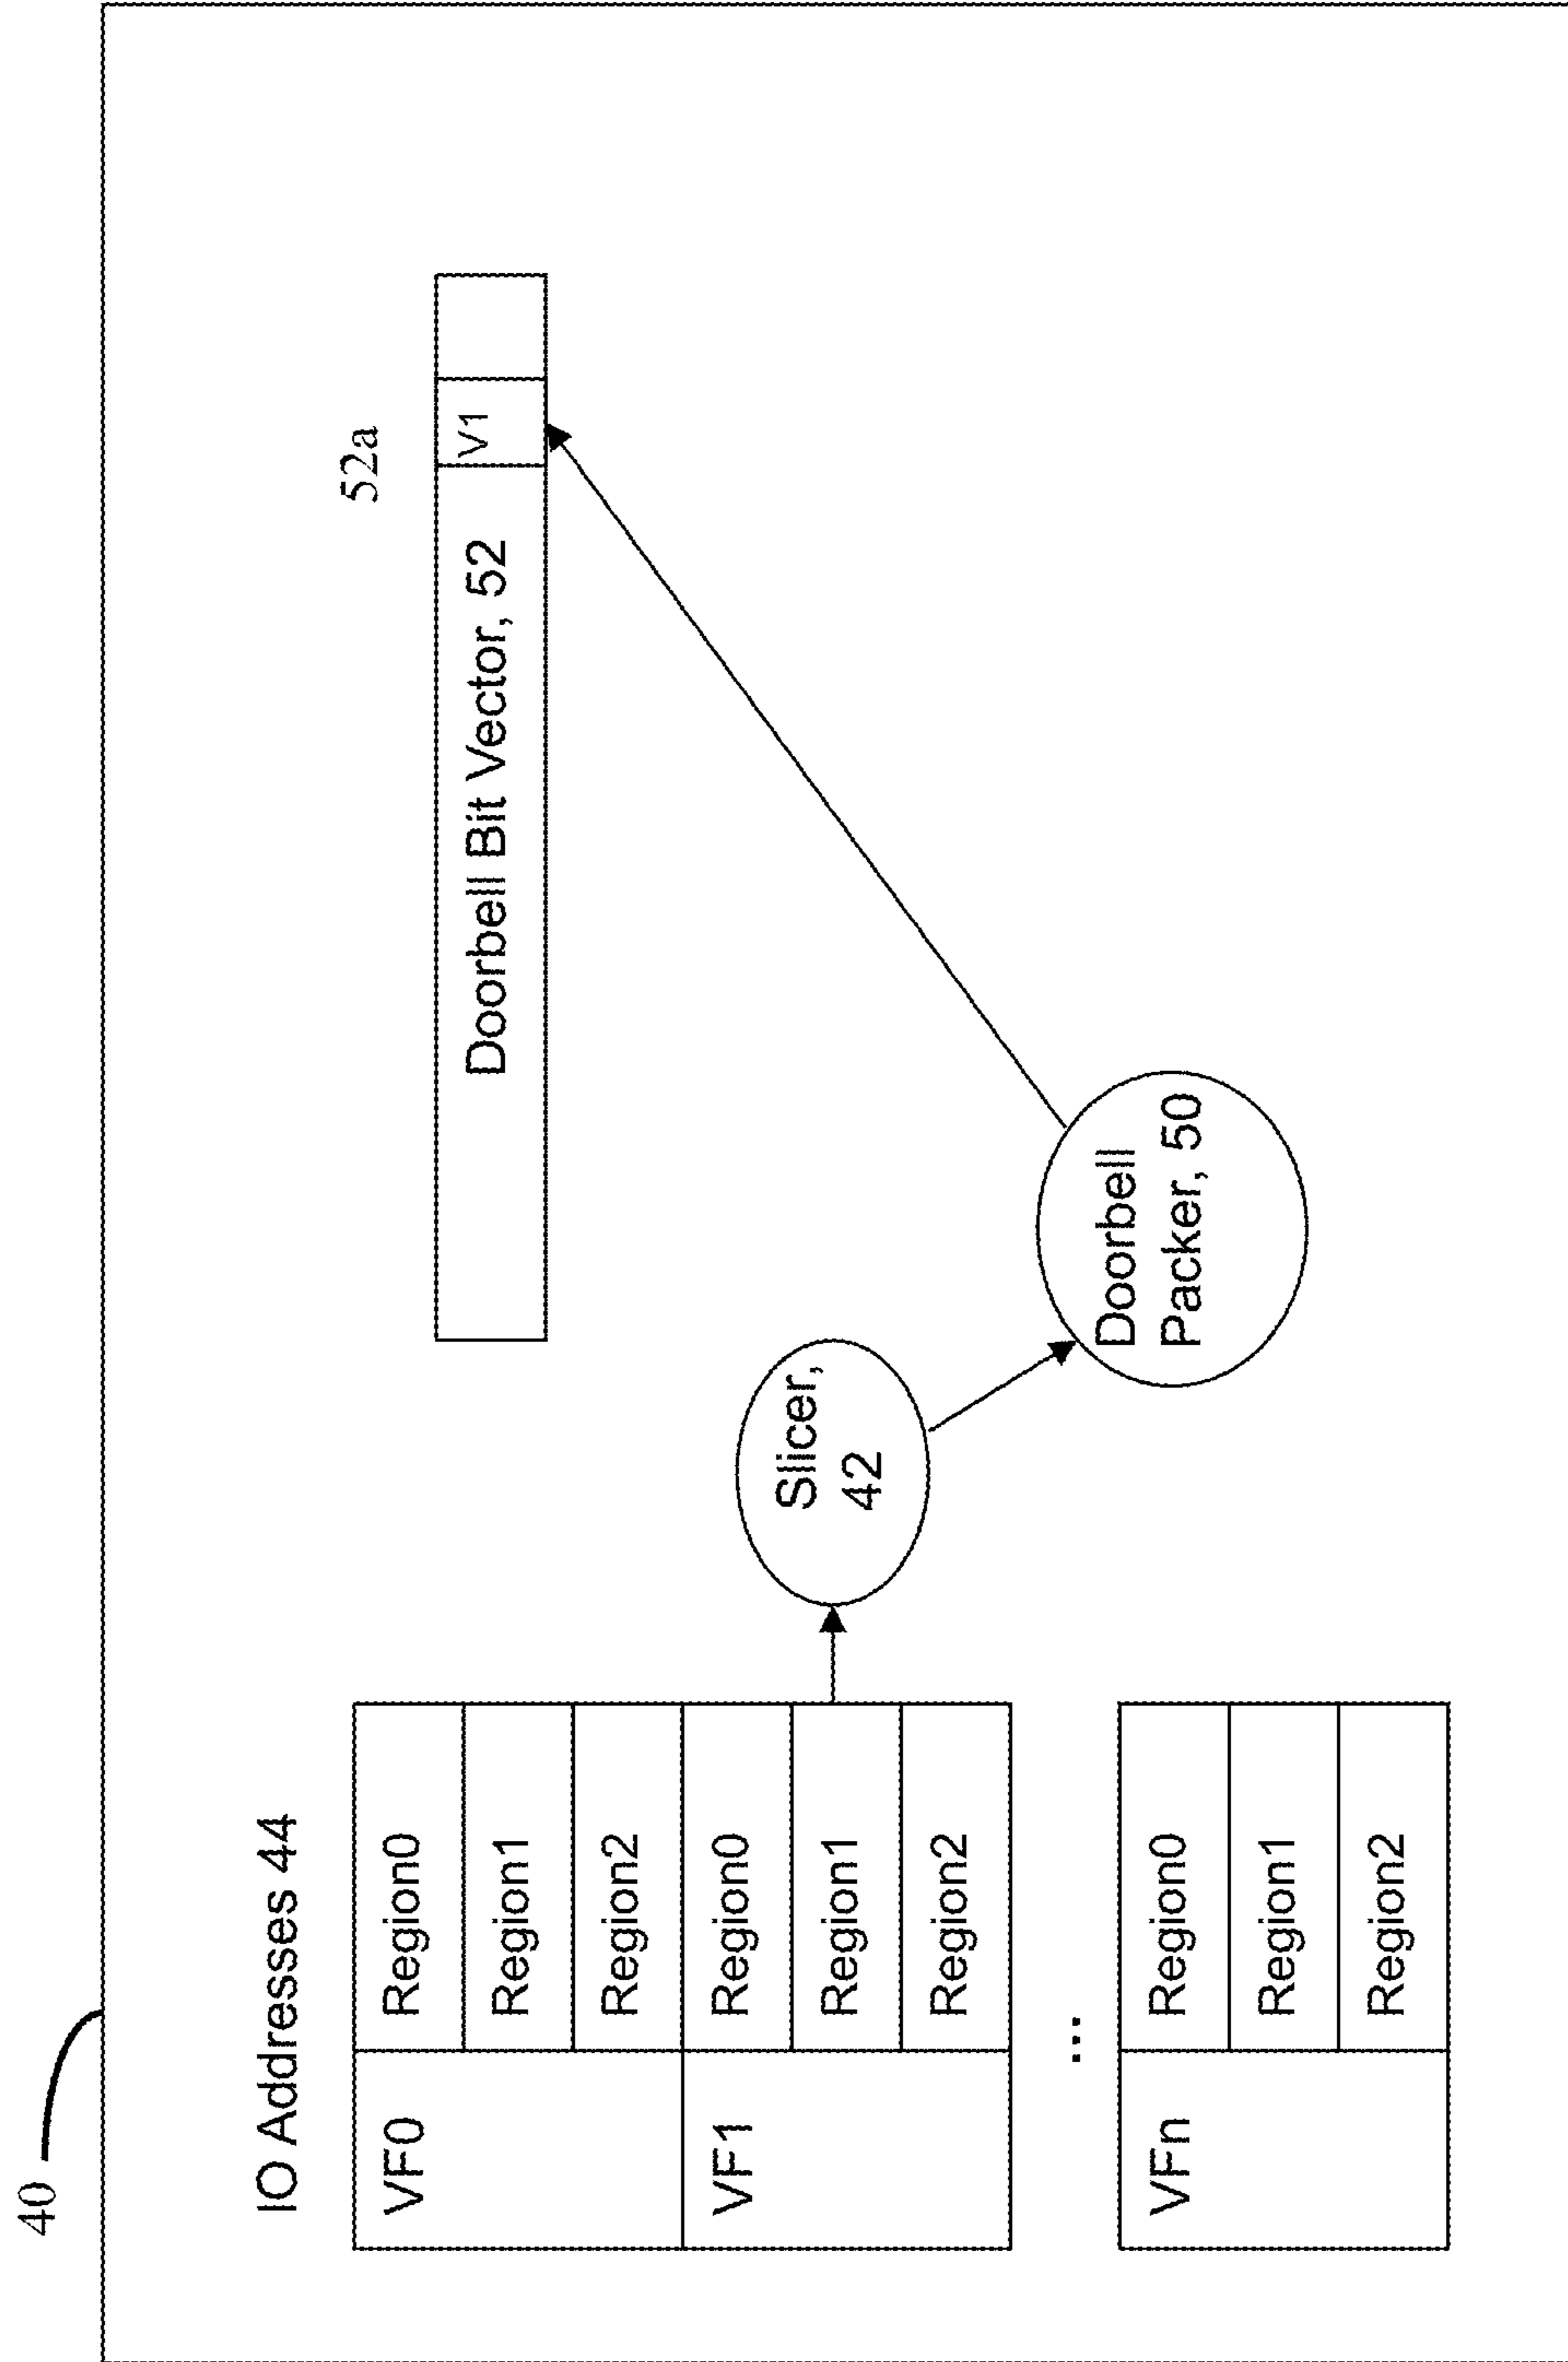 40
IO Addresses 44
VF0
Region0
Region1
Region2
VF1
Region0
Region1
Region2
...
VFn
Region0
Region1
Region2
Slicer,
42
Doorbell
Packer, 50
52a
Doorbell Bit Vector, 52
V1